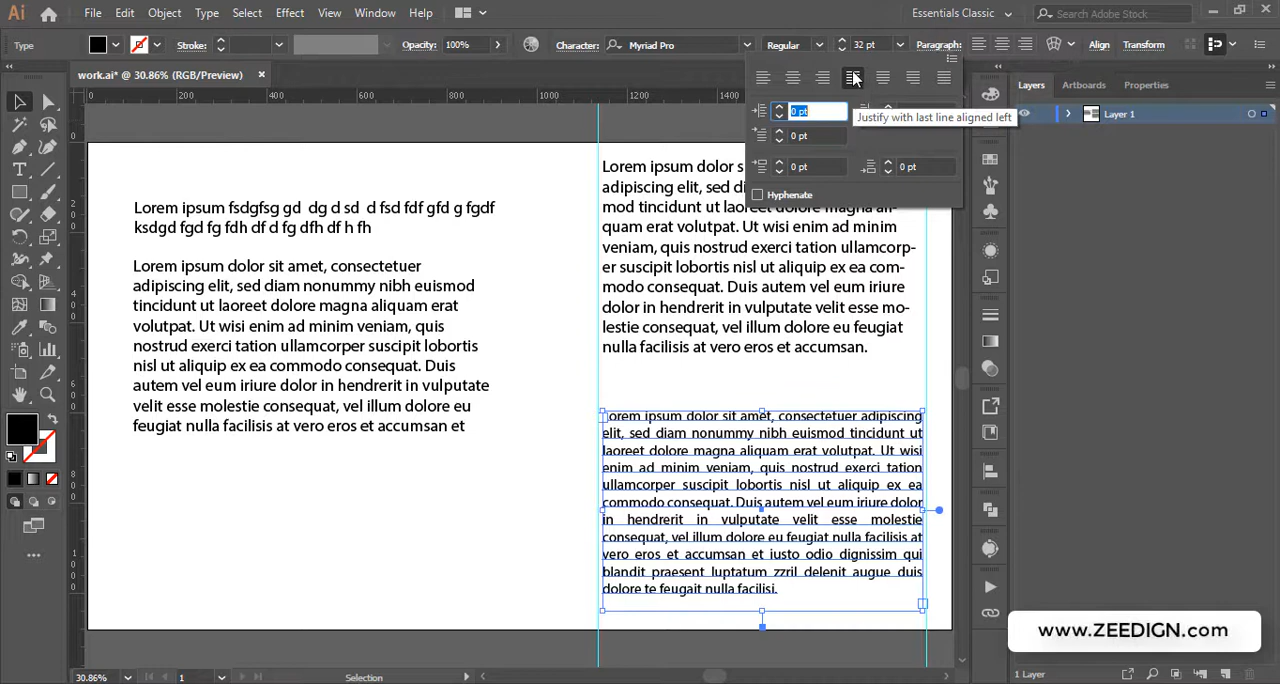 Ai File Edit Object Type Select Effect View Window Help Essentials Classic Search Adobe Stock
Type Stroke: Opacity: 100% Character: Myriad Pro Regular 32 pt Paragraph: Align Transform
work.ai* @ 30.86% (RGB/Preview) ×
Layers Artboards Properties
Layer 1
0 pt
Justify with last line aligned left
0 pt
0 pt 0 pt
Hyphenate
0 200 400 1000 1200 1400
Lorem ipsum fsdgfsg gd dg d sd d fsd fdf gfd g fgdf
ksdgd fgd fg fdh df d fg dfh df h fh
Lorem ipsum dolor sit amet, consectetuer
adipiscing elit, sed diam nonummy nibh euismod
tincidunt ut laoreet dolore magna aliquam erat
volutpat. Ut wisi enim ad minim veniam, quis
nostrud exerci tation ullamcorper suscipit lobortis
nisl ut aliquip ex ea commodo consequat. Duis
autem vel eum iriure dolor in hendrerit in vulputate
velit esse molestie consequat, vel illum dolore eu
feugiat nulla facilisis at vero eros et accumsan et
Lorem ipsum dolor s
adipiscing elit, sed di
mod tincidunt ut laoreet dolore magna ali-
quam erat volutpat. Ut wisi enim ad minim
veniam, quis nostrud exerci tation ullamcorp-
er suscipit lobortis nisl ut aliquip ex ea com-
modo consequat. Duis autem vel eum iriure
dolor in hendrerit in vulputate velit esse mo-
lestie consequat, vel illum dolore eu feugiat
nulla facilisis at vero eros et accumsan.
Lorem ipsum dolor sit amet, consectetuer adipiscing
elit, sed diam nonummy nibh euismod tincidunt ut
laoreet dolore magna aliquam erat volutpat. Ut wisi
enim ad minim veniam, quis nostrud exerci tation
ullamcorper suscipit lobortis nisl ut aliquip ex ea
commodo consequat. Duis autem vel eum iriure dolor
in hendrerit in vulputate velit esse molestie
consequat, vel illum dolore eu feugiat nulla facilisis at
vero eros et accumsan et iusto odio dignissim qui
blandit praesent luptatum zzril delenit augue duis
dolore te feugait nulla facilisi.
www.ZEEDIGN.com
30.86% 1 Selection 1 Layer